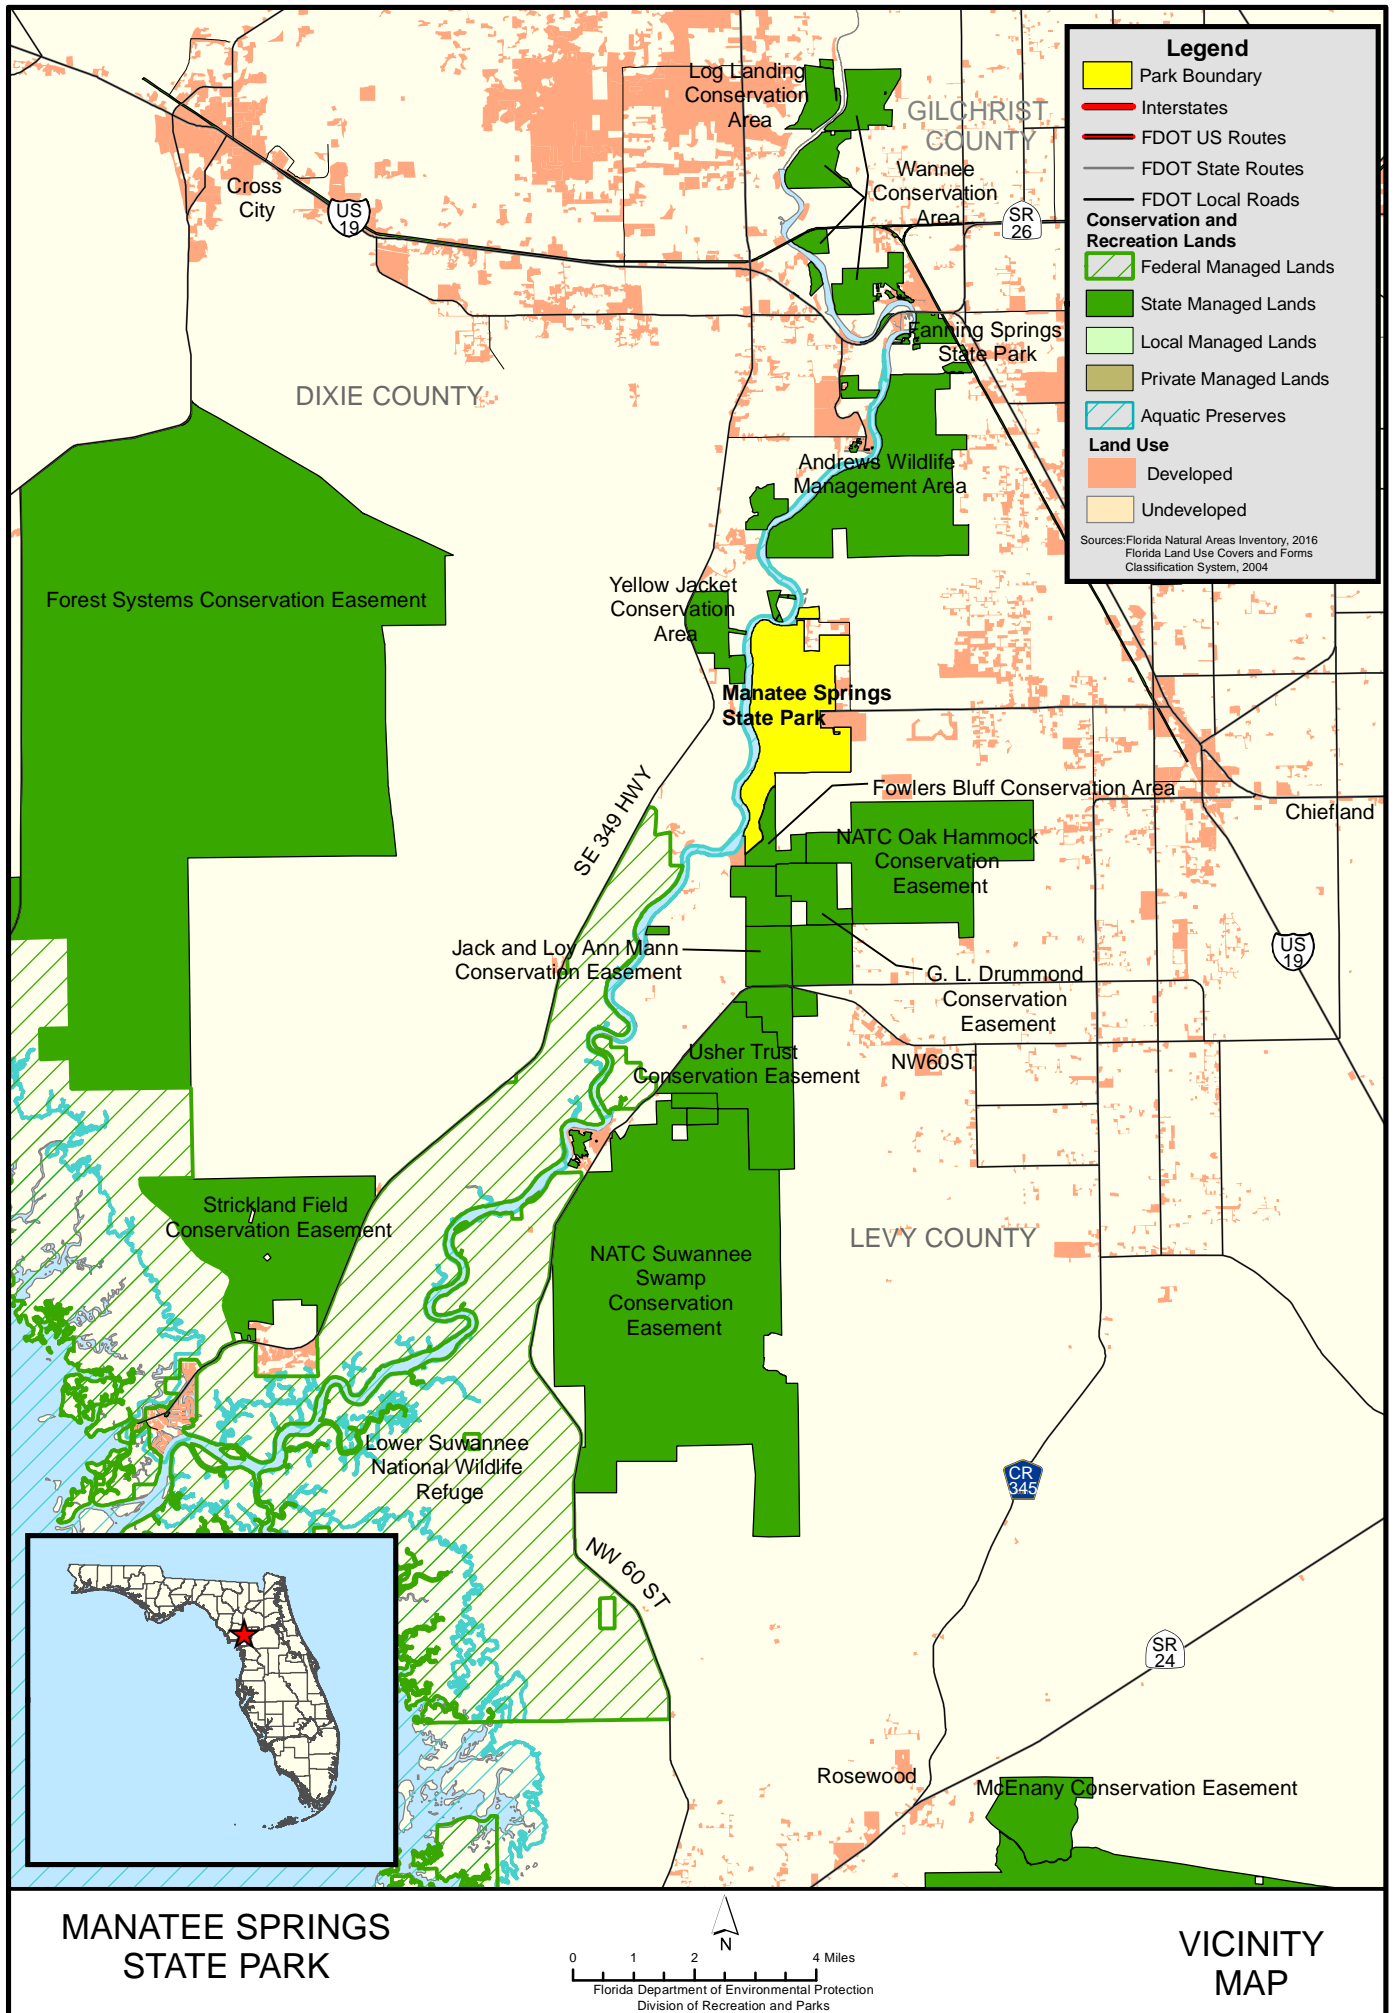 Log Landing
Conservation
Area
GILCHRIST
COUNTY
Wannee
Conservation
Area
Cross
City
US
19
SR
26
Fanning Springs
State Park
DIXIE COUNTY
Andrews Wildlife
Management Area
Forest Systems Conservation Easement
Yellow Jacket
Conservation
Area
Manatee Springs
State Park
SE 349 HWY
Fowlers Bluff Conservation Area
Chiefland
NATC Oak Hammock
Conservation
Easement
Jack and Loy Ann Mann
Conservation Easement
US
19
G. L. Drummond
Conservation
Easement
Usher Trust
Conservation Easement
NW60ST
Strickland Field
Conservation Easement
LEVY COUNTY
NATC Suwannee
Swamp
Conservation
Easement
Lower Suwannee
National Wildlife
Refuge
CR
345
NW 60 ST
SR
24
Rosewood
McEnany Conservation Easement
Legend
Park Boundary
Interstates
FDOT US Routes
FDOT State Routes
FDOT Local Roads
Conservation and
Recreation Lands
Federal Managed Lands
State Managed Lands
Local Managed Lands
Private Managed Lands
Aquatic Preserves
Land Use
Developed
Undeveloped
Sources:Florida Natural Areas Inventory, 2016
Florida Land Use Covers and Forms
Classification System, 2004
MANATEE SPRINGS
STATE PARK
N
0 1 2 4 Miles
Florida Department of Environmental Protection
Division of Recreation and Parks
VICINITY
MAP